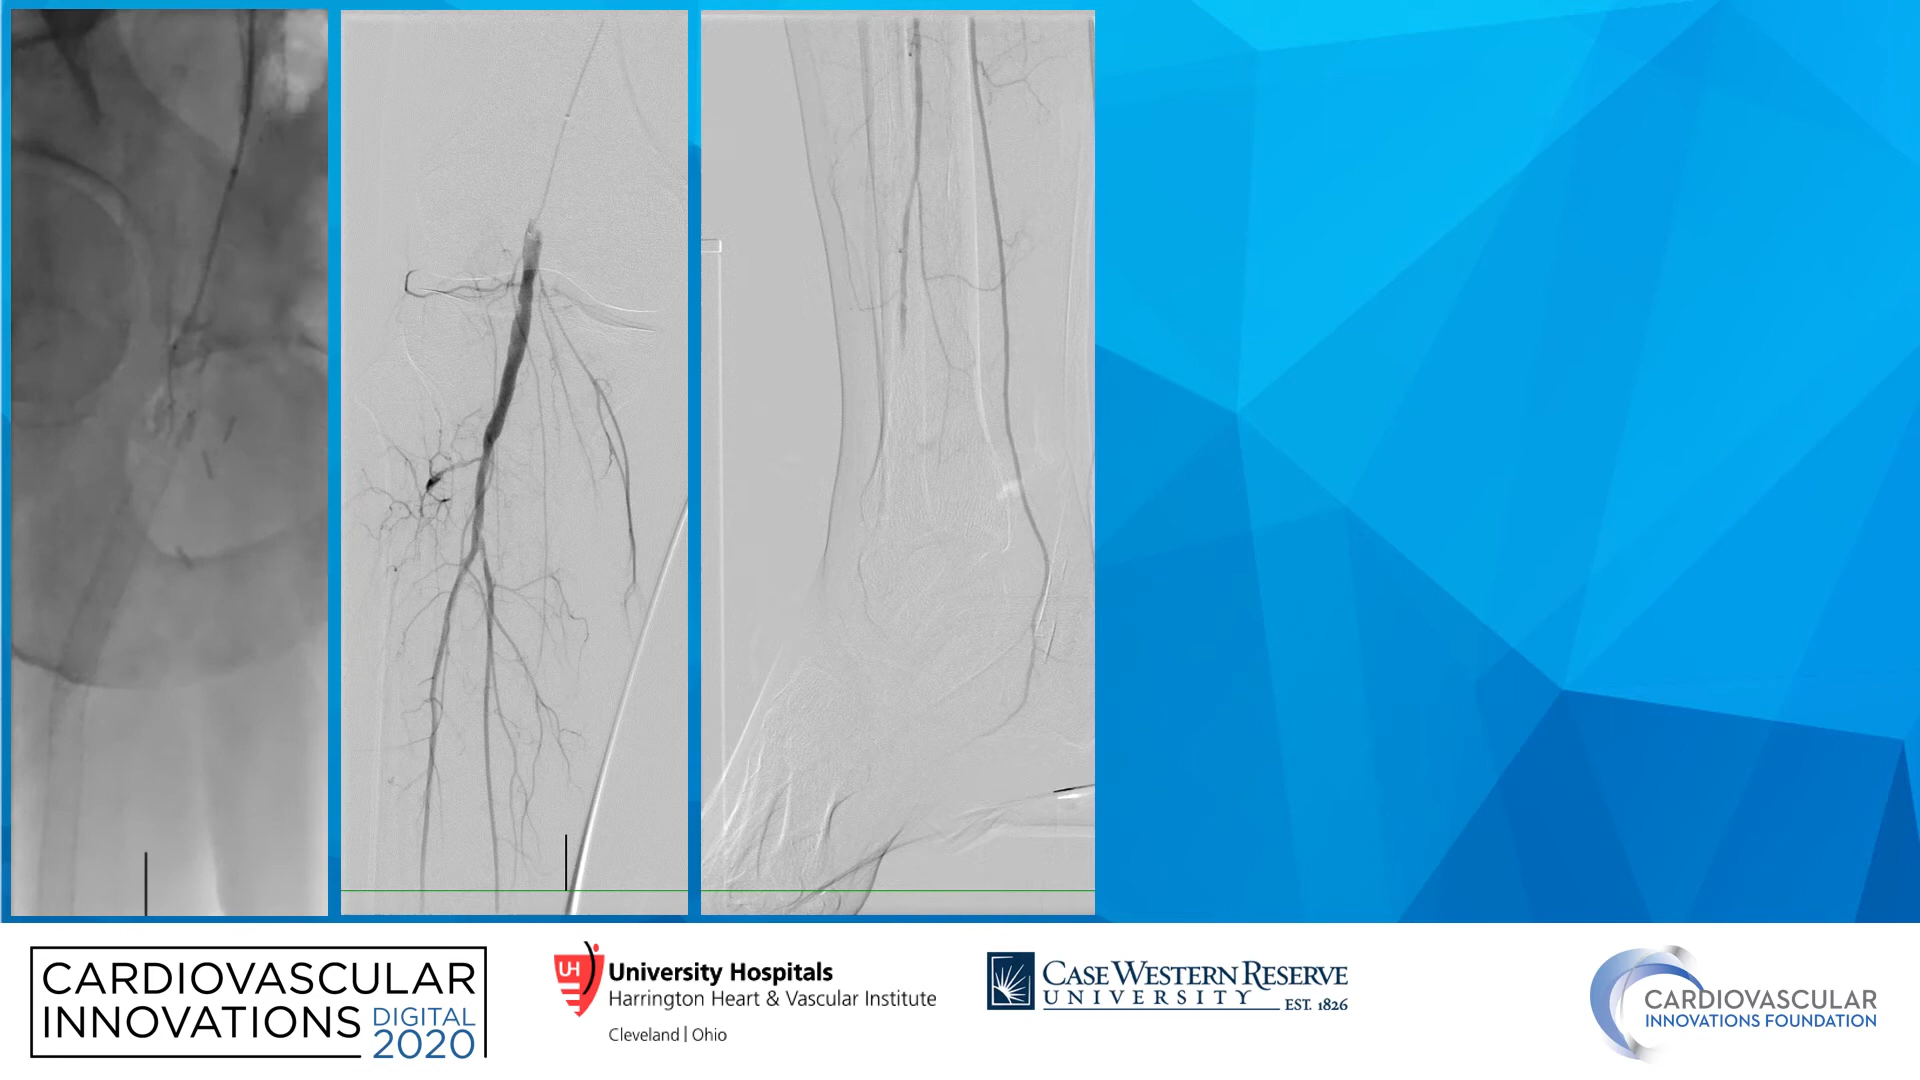 CARDIOVASCULAR
INNOVATIONS DIGITAL
2020
UH University Hospitals
Harrington Heart & Vascular Institute
Cleveland | Ohio
CASE WESTERN RESERVE
UNIVERSITY EST. 1826
CARDIOVASCULAR
INNOVATIONS FOUNDATION